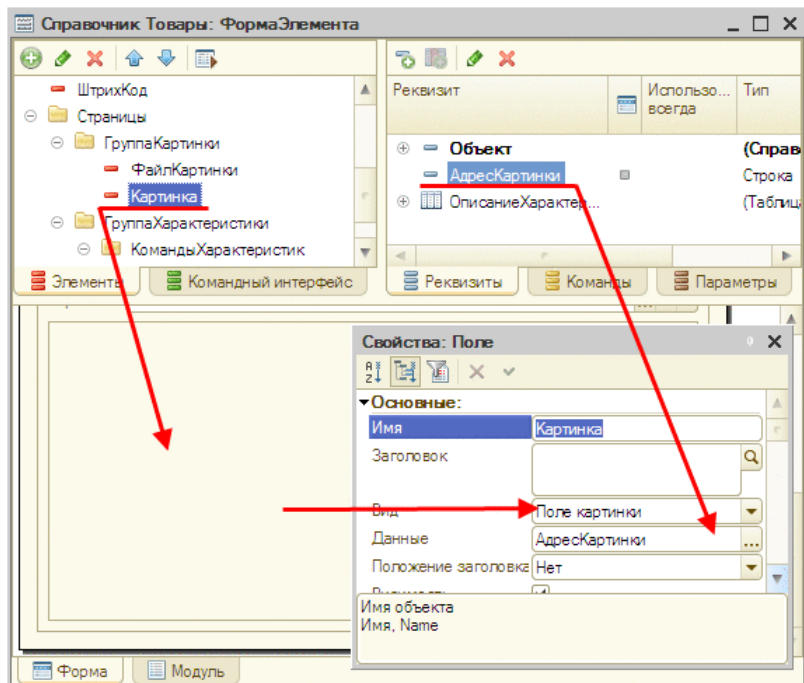 Справочник Товары: ФормаЭлемента
ШтрихКод
Страницы
ГруппаКартинки
ФайлКартинки
Картинка
ГруппаХарактеристики
КомандыХарактеристик
Элементы
Командный интерфейс
Реквизит
Использо...
всегда
Тип
Объект
(Справ
АдресКартинки
Строка
ОписаниеХарактер...
(Таблиц
Реквизиты
Команды
Параметры
Свойства: Поле
Основные:
Имя
Картинка
Заголовок
Вид
Поле картинки
Данные
АдресКартинки
...
Положение заголовка
Нет
Имя объекта
Имя, Name
Форма
Модуль